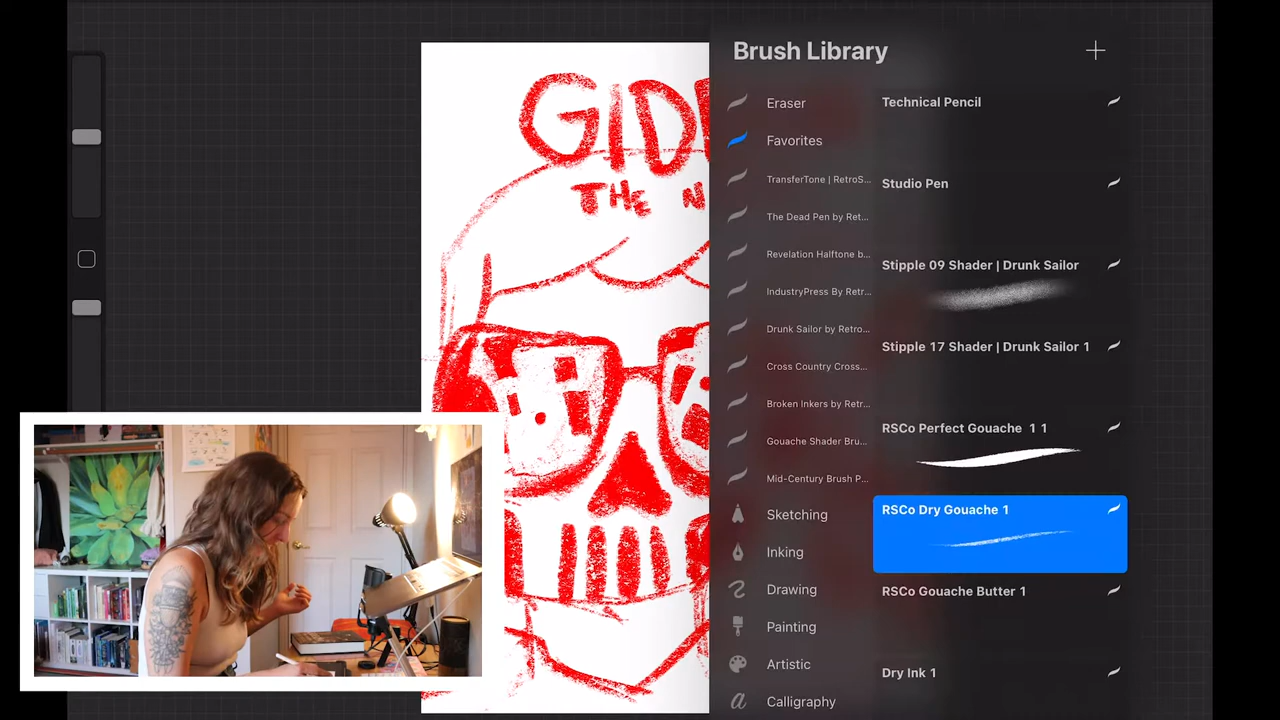 Brush Library
Eraser
Favorites
TransferTone | RetroS...
The Dead Pen by Ret...
Revelation Halftone b...
IndustryPress By Retr...
Drunk Sailor by Retro...
Cross Country Cross...
Broken Inkers by Retr...
Gouache Shader Bru...
Mid-Century Brush P...
Sketching
Inking
Drawing
Painting
Artistic
Calligraphy
Technical Pencil
Studio Pen
Stipple 09 Shader | Drunk Sailor
Stipple 17 Shader | Drunk Sailor 1
RSCo Perfect Gouache 1 1
RSCo Dry Gouache 1
RSCo Gouache Butter 1
Dry Ink 1
GID
THE N